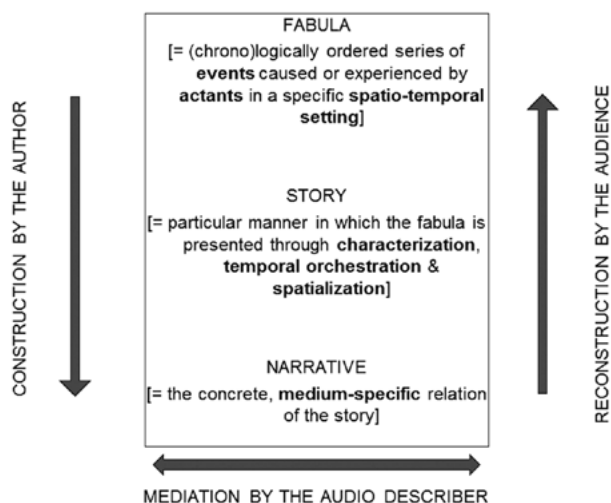 FABULA
[= (chrono)logically ordered series of
events caused or experienced by
actants in a specific spatio-temporal
setting]
STORY
[= particular manner in which the fabula is
presented through characterization,
temporal orchestration &
spatialization]
NARRATIVE
[= the concrete, medium-specific relation
of the story]
CONSTRUCTION BY THE AUTHOR
RECONSTRUCTION BY THE AUDIENCE
MEDIATION BY THE AUDIO DESCRIBER